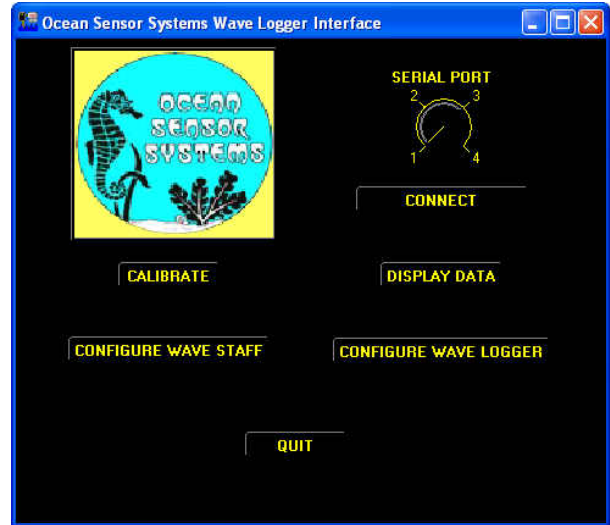 Ocean Sensor Systems Wave Logger Interface
OCEAN
SENSOR
SYSTEMS
SERIAL PORT
2 3
1 4
CONNECT
CALIBRATE
DISPLAY DATA
CONFIGURE WAVE STAFF
CONFIGURE WAVE LOGGER
QUIT